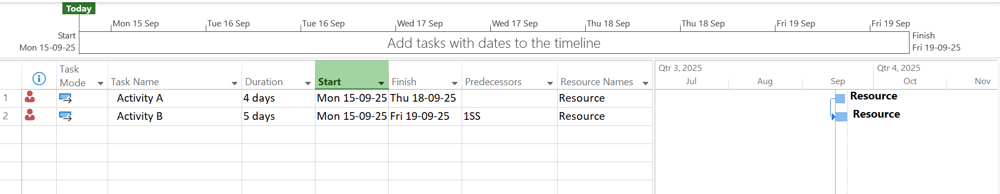 Today
Mon 15 Sep Tue 16 Sep Tue 16 Sep Wed 17 Sep Wed 17 Sep Thu 18 Sep Thu 18 Sep Fri 19 Sep Fri 19 Sep
Start
Mon 15-09-25
Add tasks with dates to the timeline
Finish
Fri 19-09-25
Task Mode Task Name Duration Start Finish Predecessors Resource Names
Qtr 3, 2025 Qtr 4, 2025
Jul Aug Sep Oct Nov
1 Activity A 4 days Mon 15-09-25 Thu 18-09-25 Resource Resource
2 Activity B 5 days Mon 15-09-25 Fri 19-09-25 1SS Resource Resource